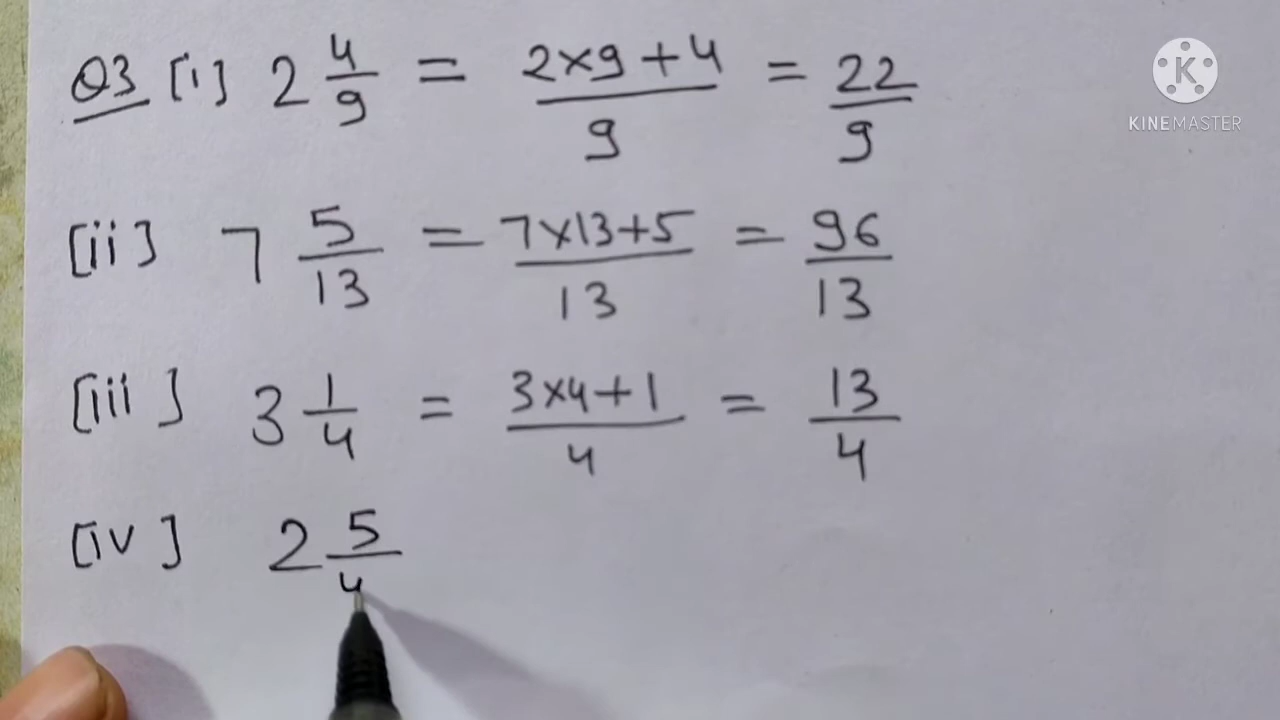 Q3 [i] 2 4/9 = (2×9+4)/9 = 22/9
KINEMASTER
[ii] 7 5/13 = (7×13+5)/13 = 96/13
[iii] 3 1/4 = (3×4+1)/4 = 13/4
[iv] 2 5/4